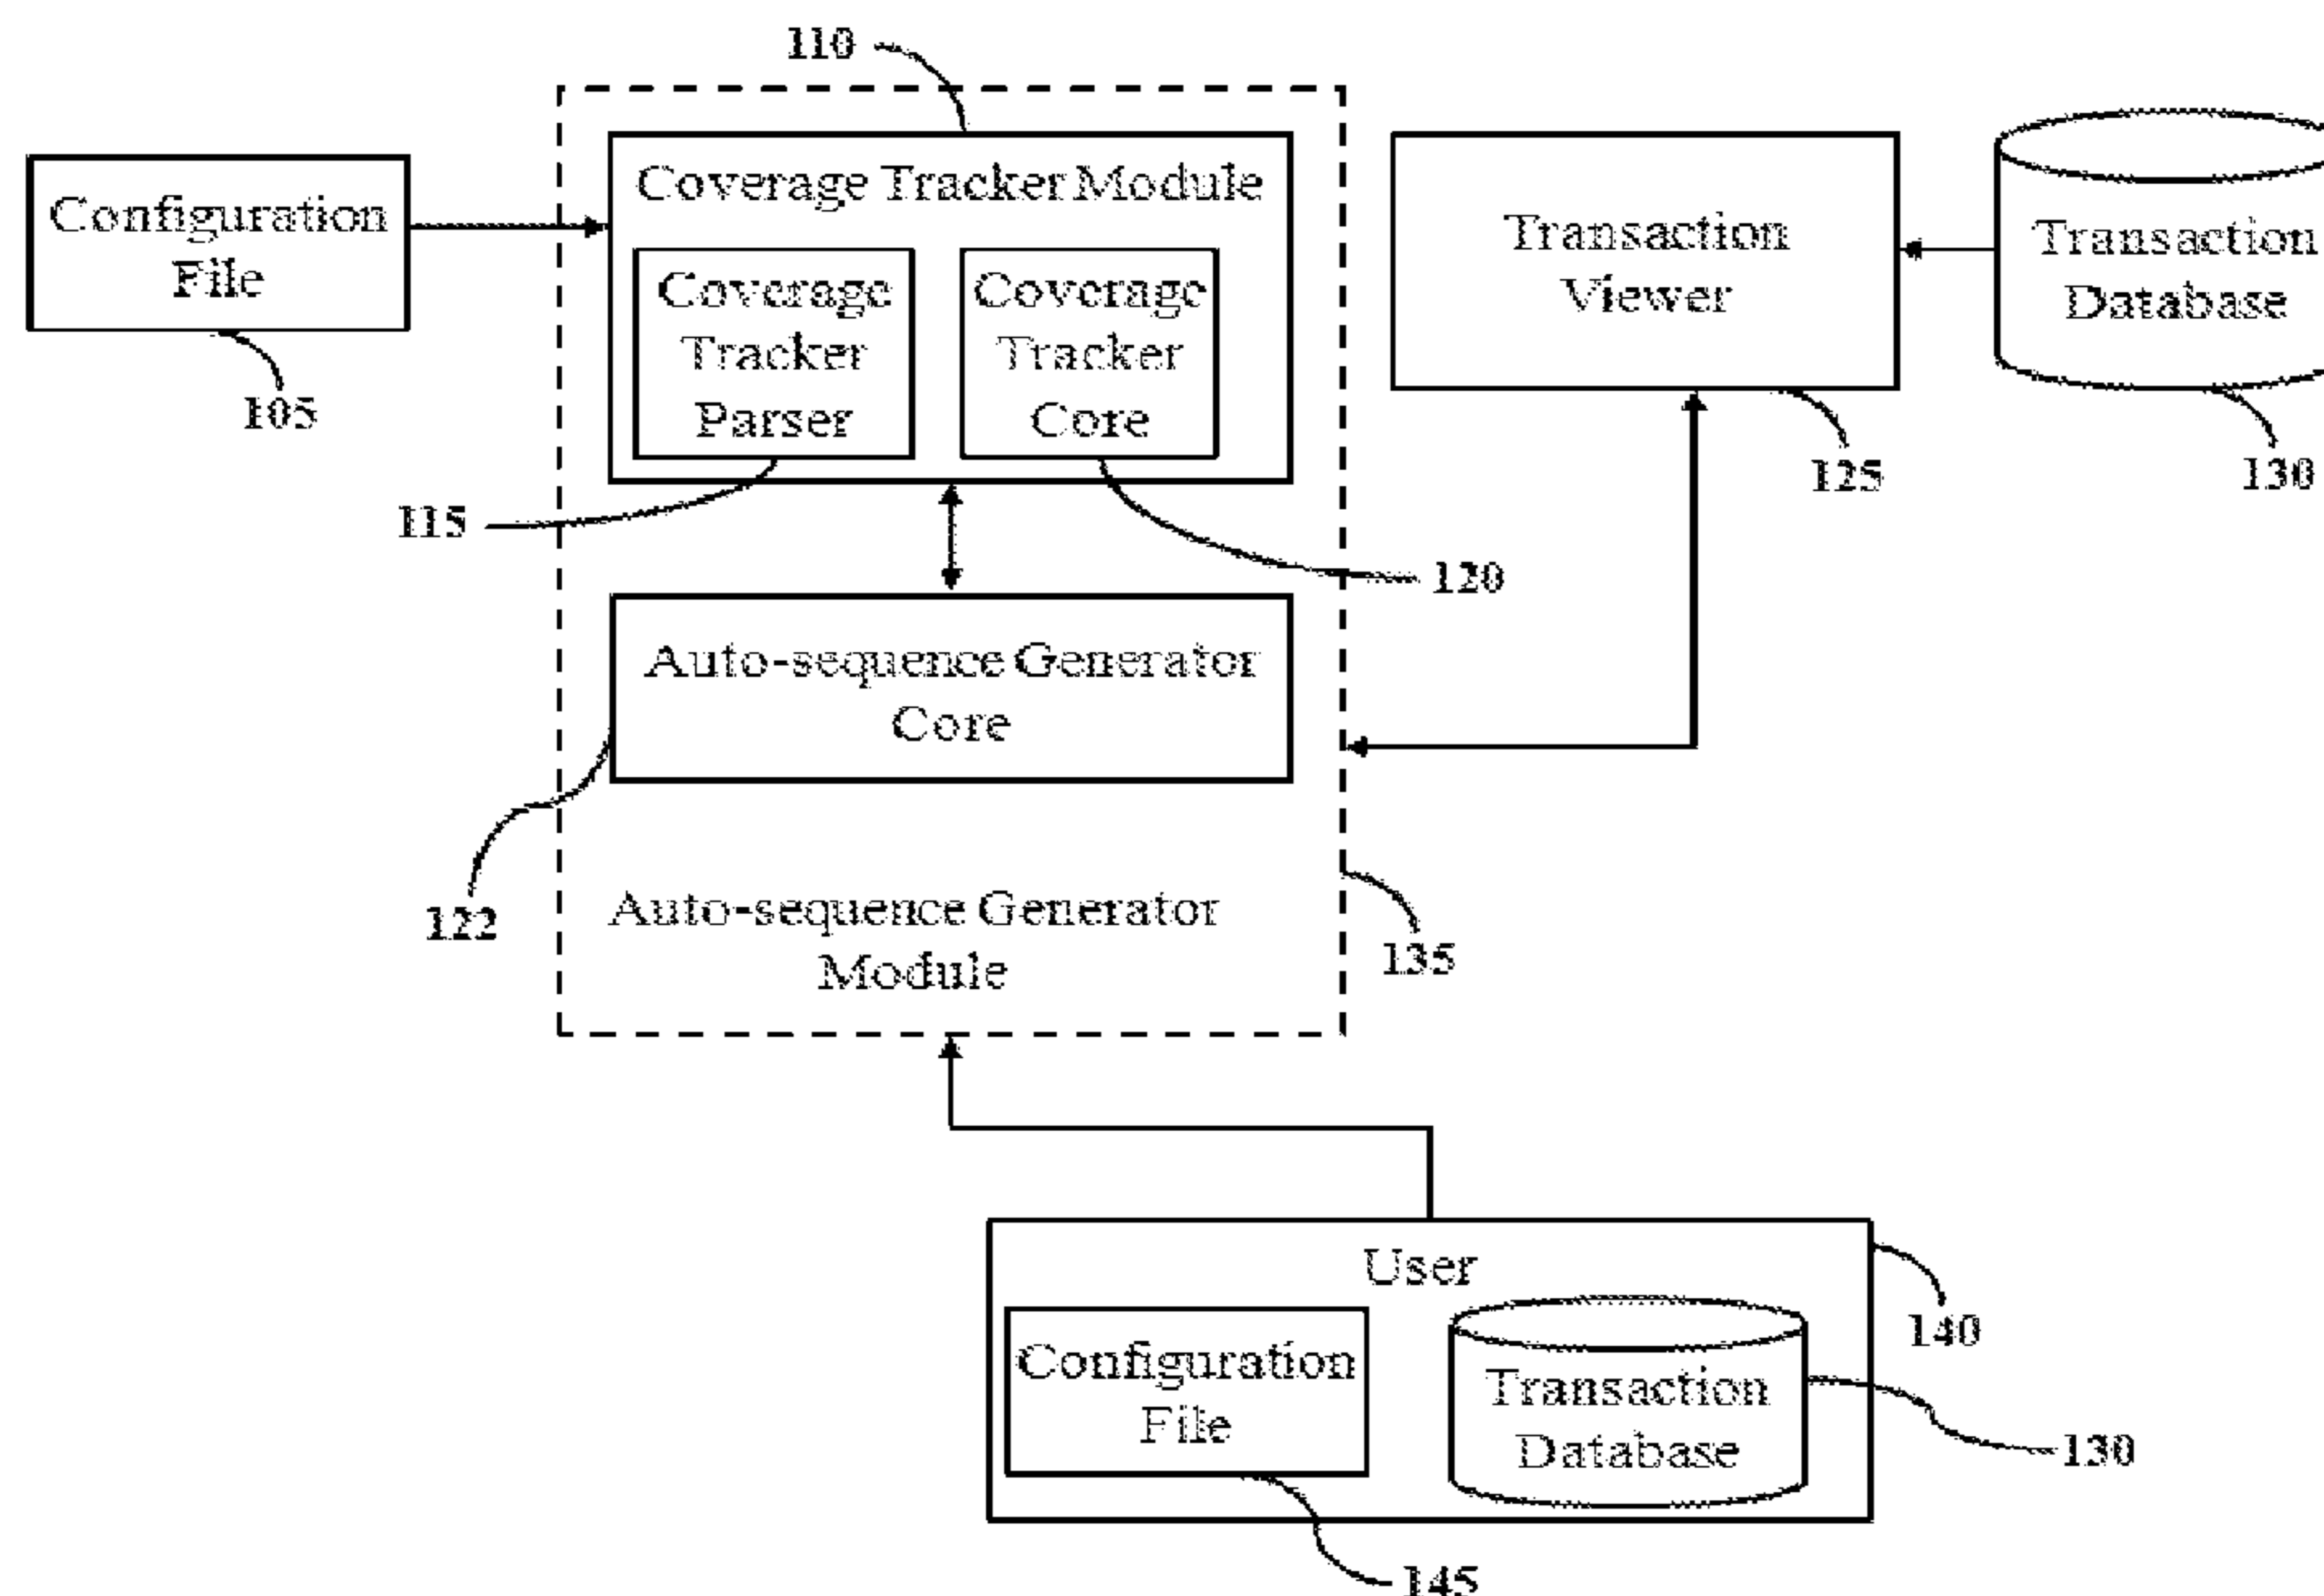 110
Configuration
File
105
Coverage Tracker Module
Coverage
Tracker
Parser
Coverage
Tracker
Core
115
120
Transaction
Viewer
125
Transaction
Database
130
Auto-sequence Generator
Core
122
Auto-sequence Generator
Module
135
User
140
Configuration
File
145
Transaction
Database
130